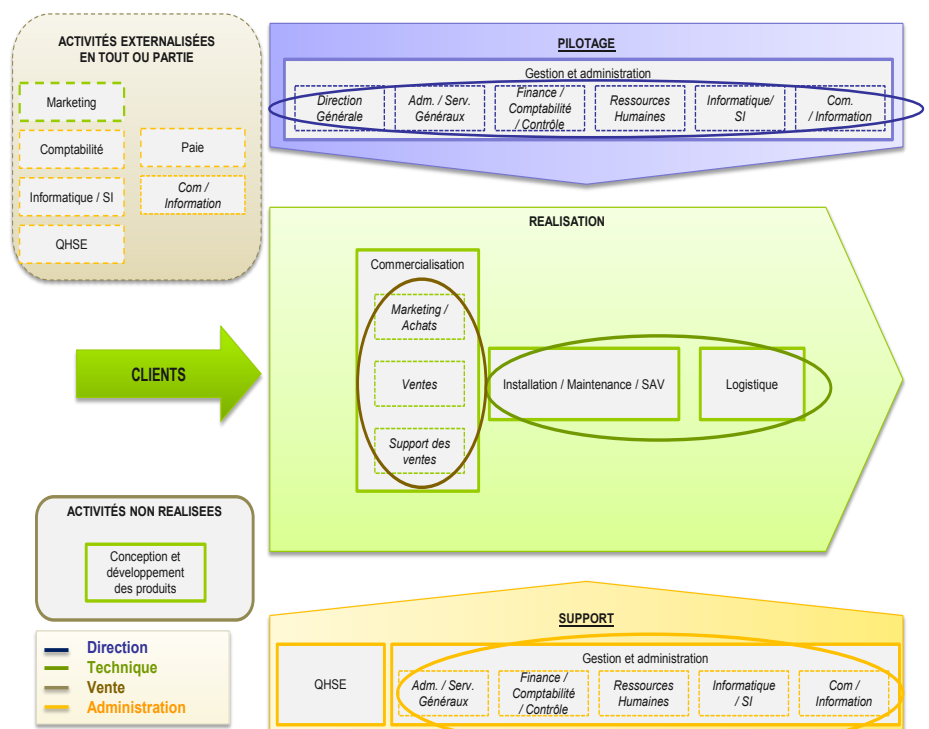 ACTIVITÉS EXTERNALISÉES
EN TOUT OU PARTIE
Marketing
Comptabilité
Paie
Informatique / SI
Com /
Information
QHSE
PILOTAGE
Gestion et administration
Direction
Générale
Adm. / Serv.
Généraux
Finance /
Comptabilité
/ Contrôle
Ressources
Humaines
Informatique/
SI
Com.
/ Information
REALISATION
Commercialisation
Marketing /
Achats
Ventes
Support des
ventes
Installation / Maintenance / SAV
Logistique
CLIENTS
ACTIVITÉS NON REALISEES
Conception et
développement
des produits
Direction
Technique
Vente
Administration
SUPPORT
QHSE
Gestion et administration
Adm. / Serv.
Généraux
Finance /
Comptabilité
/ Contrôle
Ressources
Humaines
Informatique
/ SI
Com /
Information